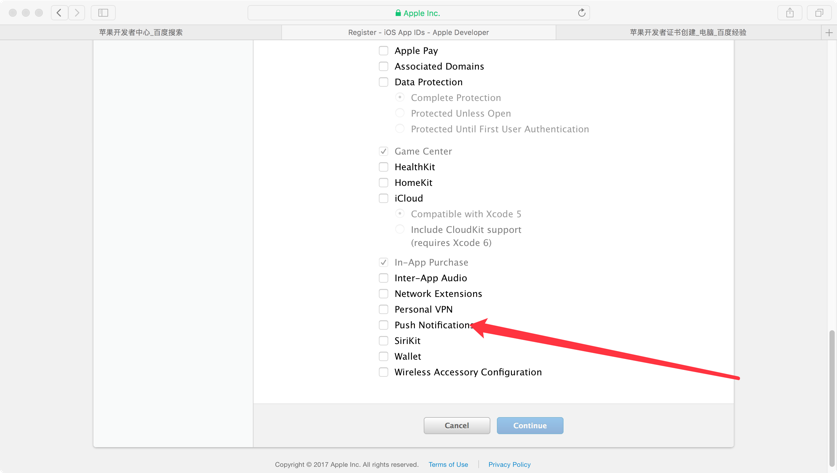 Apple Inc.
苹果开发者中心_百度搜索
Register - iOS App IDs - Apple Developer
苹果开发者证书创建_电脑_百度经验
Apple Pay
Associated Domains
Data Protection
Complete Protection
Protected Unless Open
Protected Until First User Authentication
Game Center
HealthKit
HomeKit
iCloud
Compatible with Xcode 5
Include CloudKit support
(requires Xcode 6)
In-App Purchase
Inter-App Audio
Network Extensions
Personal VPN
Push Notifications
SiriKit
Wallet
Wireless Accessory Configuration
Cancel
Continue
Copyright © 2017 Apple Inc. All rights reserved.
Terms of Use
Privacy Policy